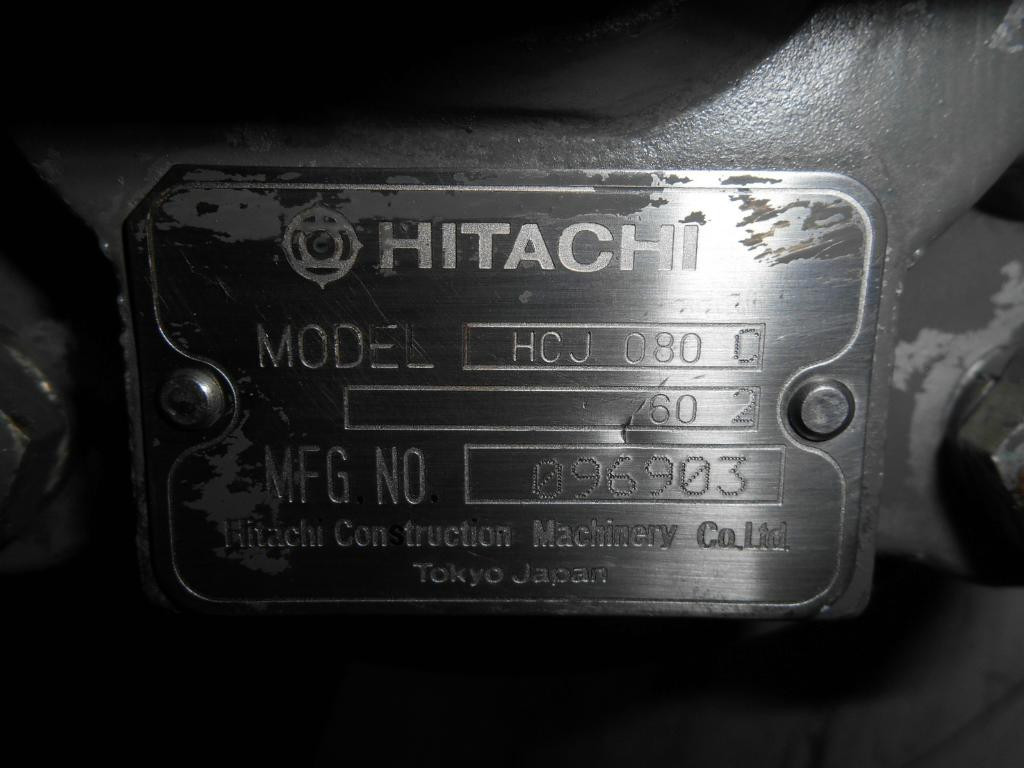 HITACHI
MODEL HCJ 080
/60 2
MFG. NO. 096903
Hitachi Construction Machinery Co.,Ltd.
Tokyo Japan